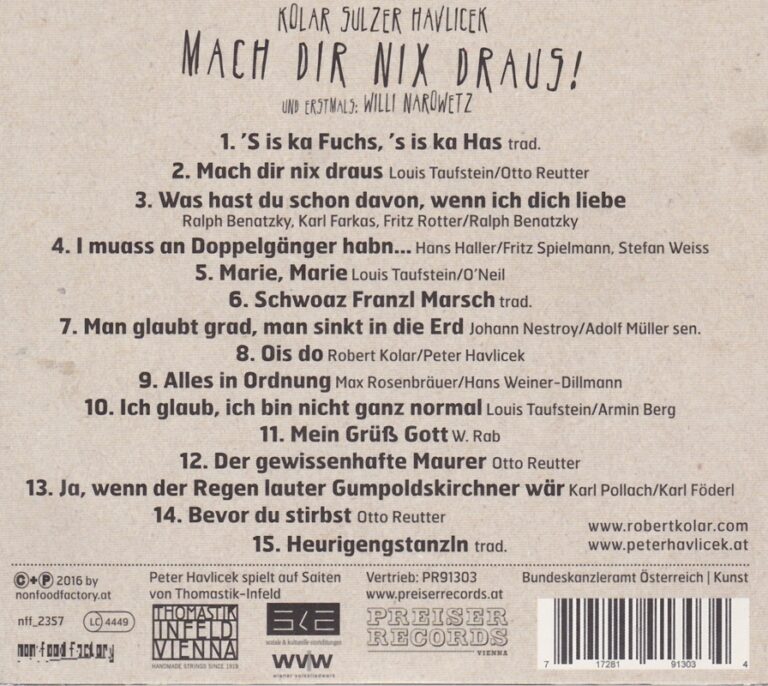 KOLAR SULZER HAVLICEK
MACH DIR NIX DRAUS!
UND ERSTMALS: WILLI NAROWETZ
1. ’S is ka Fuchs, ’s is ka Has trad.
2. Mach dir nix draus Louis Taufstein/Otto Reutter
3. Was hast du schon davon, wenn ich dich liebe
Ralph Benatzky, Karl Farkas, Fritz Rotter/Ralph Benatzky
4. I muass an Doppelgänger habn... Hans Haller/Fritz Spielmann, Stefan Weiss
5. Marie, Marie Louis Taufstein/O’Neil
6. Schwoaz Franzl Marsch trad.
7. Man glaubt grad, man sinkt in die Erd Johann Nestroy/Adolf Müller sen.
8. Ois do Robert Kolar/Peter Havlicek
9. Alles in Ordnung Max Rosenbräuer/Hans Weiner-Dillmann
10. Ich glaub, ich bin nicht ganz normal Louis Taufstein/Armin Berg
11. Mein Grüß Gott W. Rab
12. Der gewissenhafte Maurer Otto Reutter
13. Ja, wenn der Regen lauter Gumpoldskirchner wär Karl Pollach/Karl Föderl
14. Bevor du stirbst Otto Reutter
15. Heurigengstanzln trad.
www.robertkolar.com
www.peterhavlicek.at
©+℗ 2016 by
nonfoodfactory.at
nff_2357 LC 4449
non food factory
Peter Havlicek spielt auf Saiten
von Thomastik-Infeld
THOMASTIK
INFELD
VIENNA
HANDMADE STRINGS SINCE 1919
SKE
soziale & kulturelle einrichtungen
wvlw
wiener volksliedwerk
Vertrieb: PR91303
www.preiserrecords.at
PREISER
RECORDS
VIENNA
Bundeskanzleramt Österreich | Kunst
7 17281 91303 4